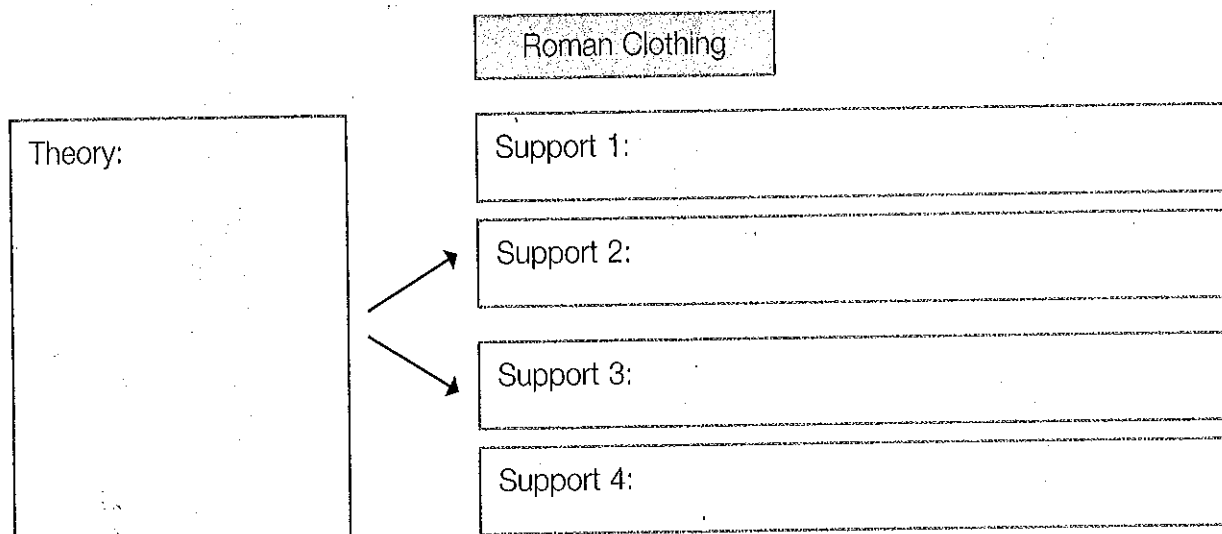 Roman Clothing
Theory:
Support 1:
Support 2:
Support 3:
Support 4: